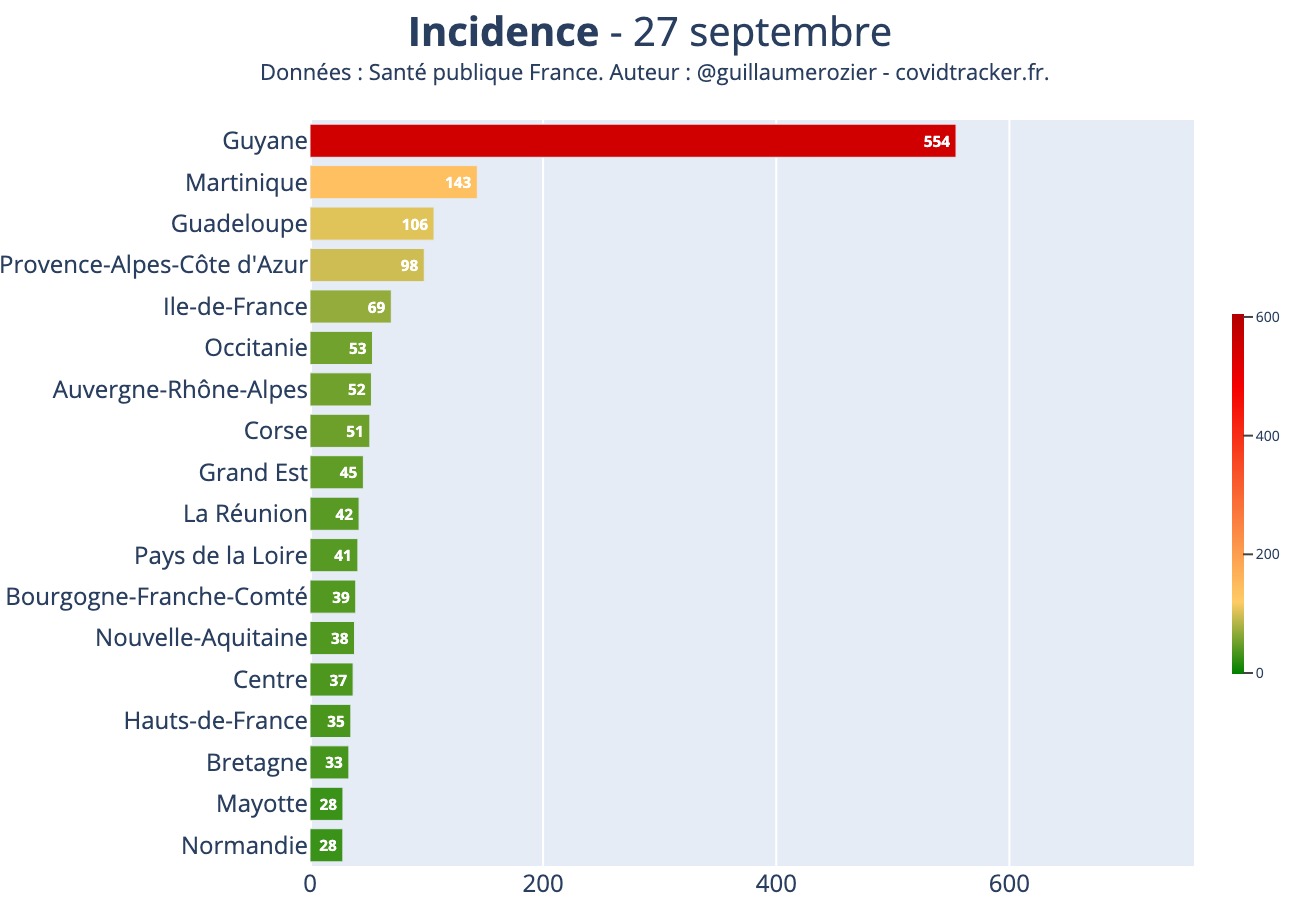 Incidence - 27 septembre
Données : Santé publique France. Auteur : @guillaumerozier - covidtracker.fr.
Guyane 554
Martinique 143
Guadeloupe 106
Provence-Alpes-Côte d'Azur 98
Ile-de-France 69
Occitanie 53
Auvergne-Rhône-Alpes 52
Corse 51
Grand Est 45
La Réunion 42
Pays de la Loire 41
Bourgogne-Franche-Comté 39
Nouvelle-Aquitaine 38
Centre 37
Hauts-de-France 35
Bretagne 33
Mayotte 28
Normandie 28
0 200 400 600
600
400
200
0